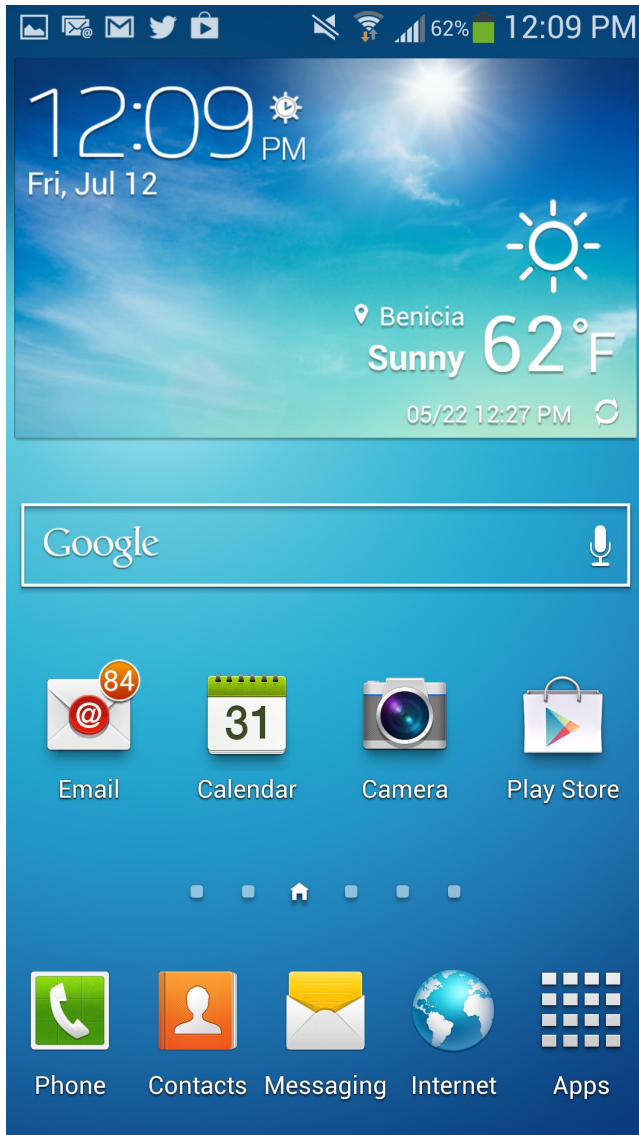 62% 12:09 PM
12:09 PM
Fri, Jul 12
Benicia
Sunny 62°F
05/22 12:27 PM
Google
84
@
31
Email Calendar Camera Play Store
Phone Contacts Messaging Internet Apps